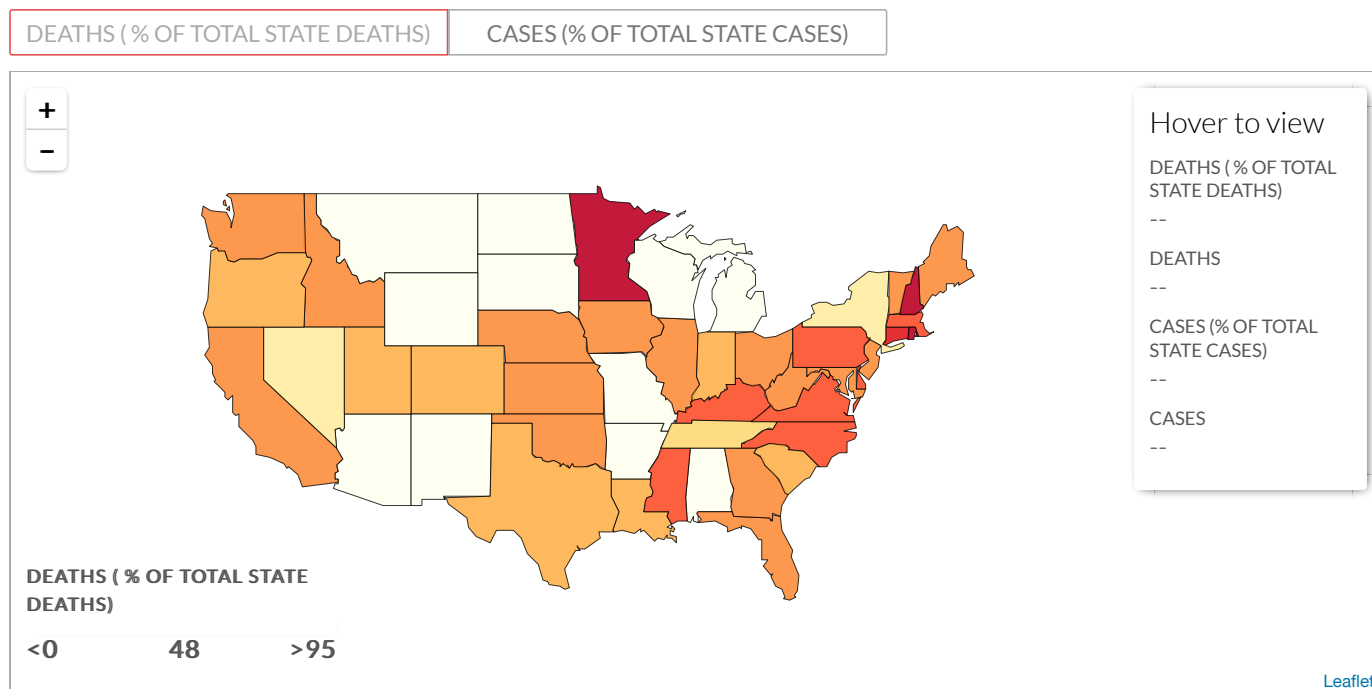 DEATHS ( % OF TOTAL STATE DEATHS)
CASES (% OF TOTAL STATE CASES)
+
−
Hover to view
DEATHS ( % OF TOTAL
STATE DEATHS)
--
DEATHS
--
CASES (% OF TOTAL
STATE CASES)
--
CASES
--
DEATHS ( % OF TOTAL STATE
DEATHS)
<0 48 >95
Leaflet